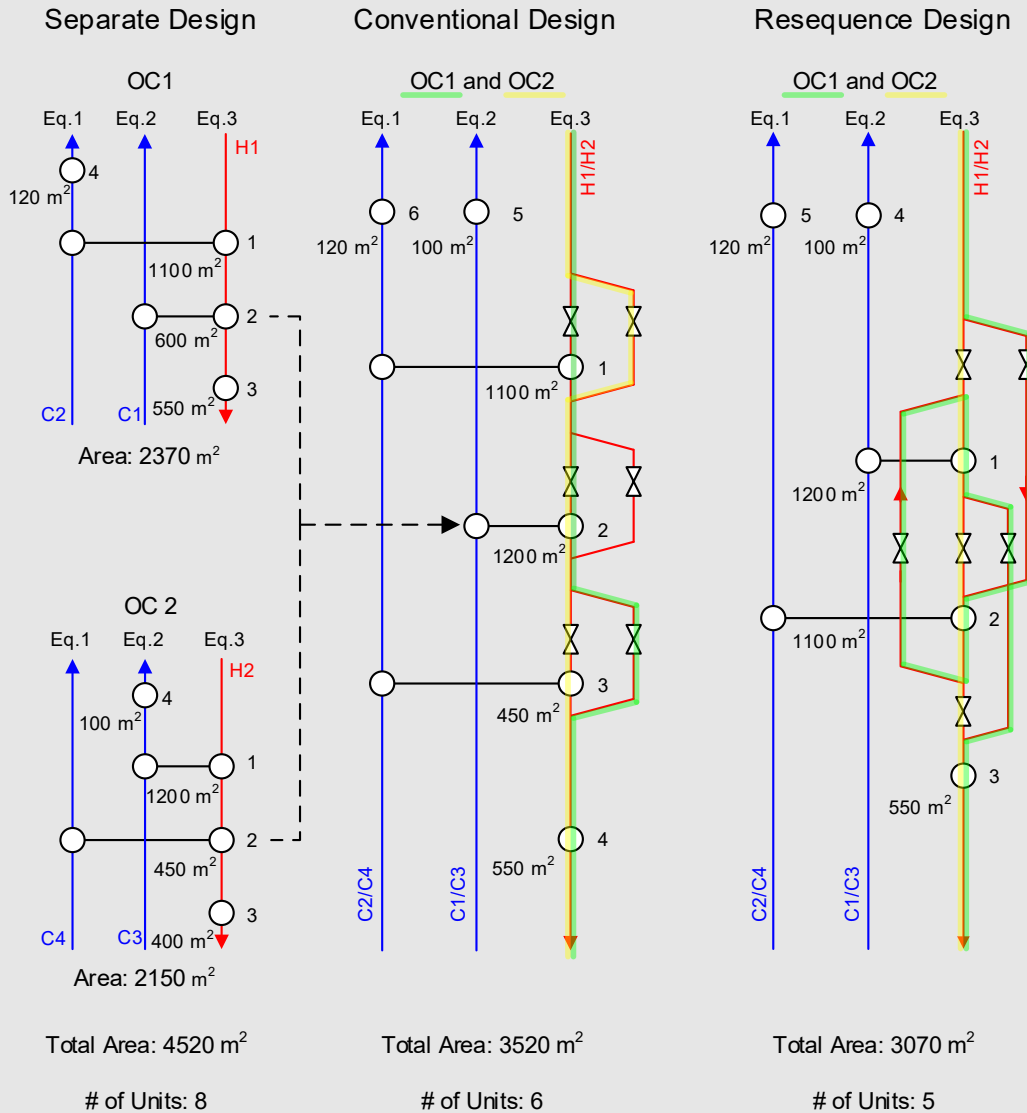 Separate Design
OC1
Eq.1 Eq.2 Eq.3
H1
4
120 m²
1
1100 m²
2
600 m²
3
550 m²
C2 C1
Area: 2370 m²
OC 2
Eq.1 Eq.2 Eq.3
H2
4
100 m²
1
1200 m²
2
450 m²
3
C4 C3 400 m²
Area: 2150 m²
Total Area: 4520 m²
# of Units: 8
Conventional Design
OC1 and OC2
Eq.1 Eq.2 Eq.3
H1/H2
6 5
120 m² 100 m²
1
1100 m²
2
1200 m²
3
450 m²
4
550 m²
C2/C4 C1/C3
Total Area: 3520 m²
# of Units: 6
Resequence Design
OC1 and OC2
Eq.1 Eq.2 Eq.3
H1/H2
5 4
120 m² 100 m²
1
1200 m²
2
1100 m²
3
550 m²
C2/C4 C1/C3
Total Area: 3070 m²
# of Units: 5